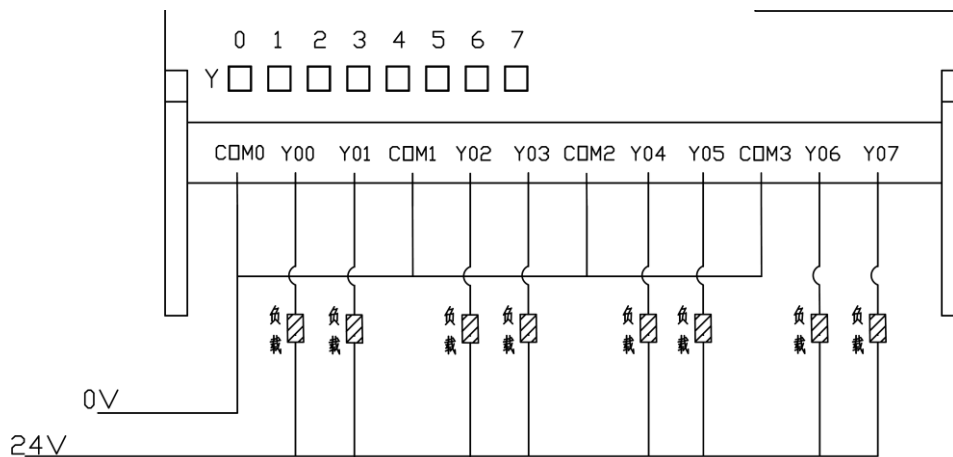 0 1 2 3 4 5 6 7
Y
COM0 Y00 Y01 COM1 Y02 Y03 COM2 Y04 Y05 COM3 Y06 Y07
负载 负载 负载 负载 负载 负载 负载 负载
0V
24V